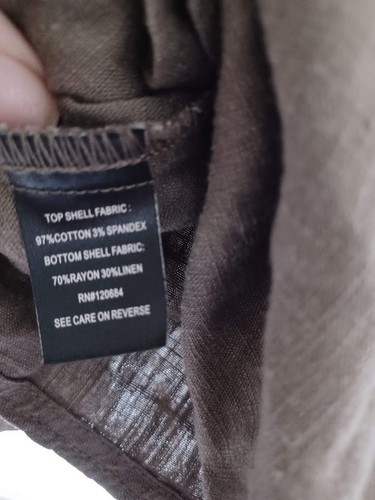 TOP SHELL FABRIC :
97%COTTON 3% SPANDEX
BOTTOM SHELL FABRIC:
70%RAYON 30%LINEN
RN#120684
SEE CARE ON REVERSE